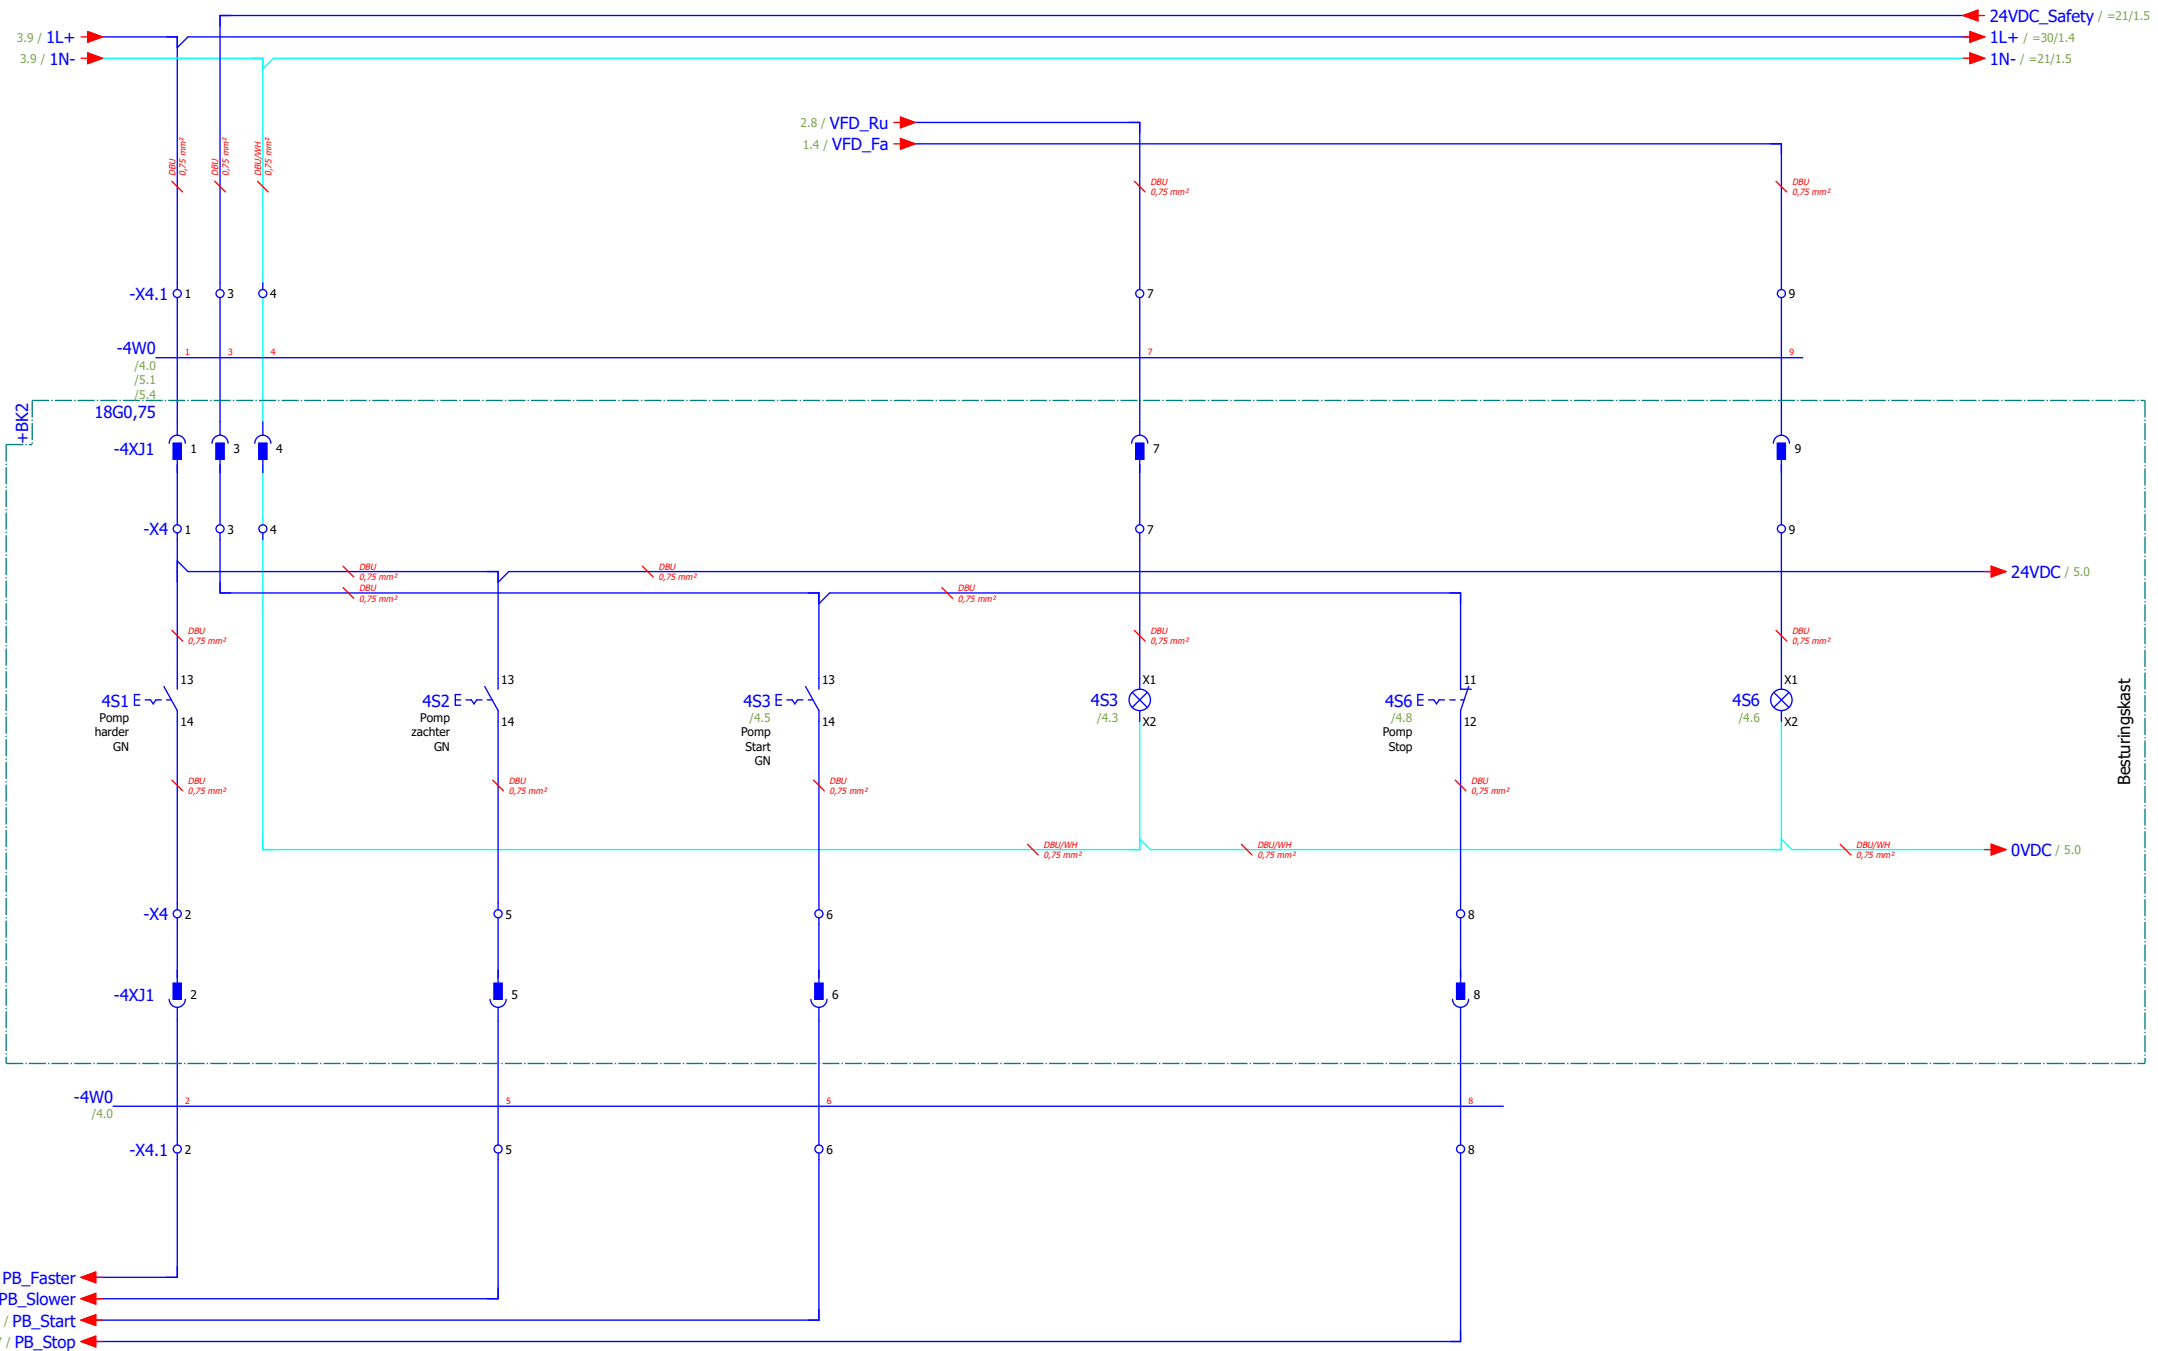 24VDC_Safety / =21/1.5
3.9 / 1L+
1L+ / =30/1.4
3.9 / 1N-
1N- / =21/1.5
2.8 / VFD_Ru
1.4 / VFD_Fa
DBU
0,75 mm²
DBU
0,75 mm²
DBU/WH
0,75 mm²
DBU
0,75 mm²
DBU
0,75 mm²
-X4.1 1 3 4 7 9
-4W0 1 3 4 7 9
/4.0
/5.1
/5.4
+BK2
18G0,75
-4XJ1 1 3 4 7 9
-X4 1 3 4 7 9
DBU
0,75 mm²
DBU
0,75 mm²
24VDC / 5.0
DBU
0,75 mm²
DBU
0,75 mm²
DBU
0,75 mm²
DBU
0,75 mm²
DBU
0,75 mm²
4S1
Pomp
harder
GN
13
14
4S2
Pomp
zachter
GN
13
14
4S3
/4.5
Pomp
Start
GN
13
14
4S3
/4.3
X1
X2
4S6
/4.8
Pomp
Stop
11
12
4S6
/4.6
X1
X2
Besturingskast
DBU
0,75 mm²
DBU
0,75 mm²
DBU
0,75 mm²
DBU
0,75 mm²
DBU/WH
0,75 mm²
DBU/WH
0,75 mm²
DBU/WH
0,75 mm²
0VDC / 5.0
-X4 2 5 6 8
-4XJ1 2 5 6 8
-4W0 2 5 6 8
/4.0
-X4.1 2 5 6 8
PB_Faster
PB_Slower
/ PB_Start
/ PB_Stop